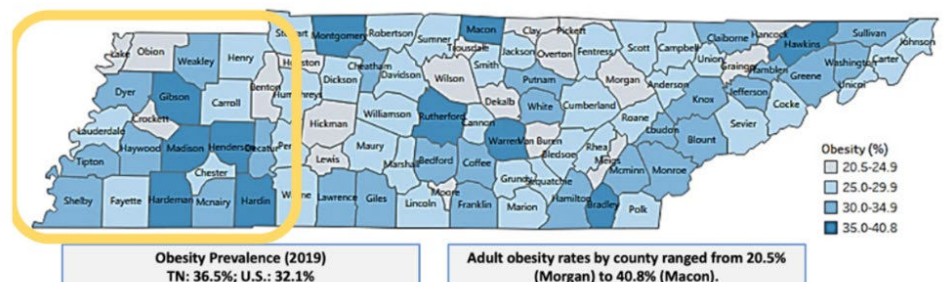 Stewart Montgomery Robertson Sumner Macon Clay Pickett Claiborne Hancock Hawkins Sullivan Johnson
Lake Obion Weakley Henry Houston Cheatham Trousdale Jackson Overton Fentress Scott Campbell Union Grainger Hamblen Washington Carter
Dyer Gibson Carroll Benton Humphreys Dickson Davidson Wilson Smith Putnam Morgan Anderson Knox Jefferson Greene Unicoi
Lauderdale Crockett Hickman Williamson Rutherford Cannon Dekalb White Cumberland Roane Loudon Sevier Cocke
Tipton Haywood Madison Henderson Decatur Perry Lewis Maury Bedford Coffee Warren Van Buren Bledsoe Rhea Meigs Mcminn Monroe Blount
Shelby Fayette Hardeman Chester Mcnairy Hardin Wayne Lawrence Giles Marshall Lincoln Moore Franklin Grundy Sequatchie Marion Hamilton Bradley Polk
Obesity (%)
20.5-24.9
25.0-29.9
30.0-34.9
35.0-40.8
Obesity Prevalence (2019)
TN: 36.5%; U.S.: 32.1%
Adult obesity rates by county ranged from 20.5%
(Morgan) to 40.8% (Macon).